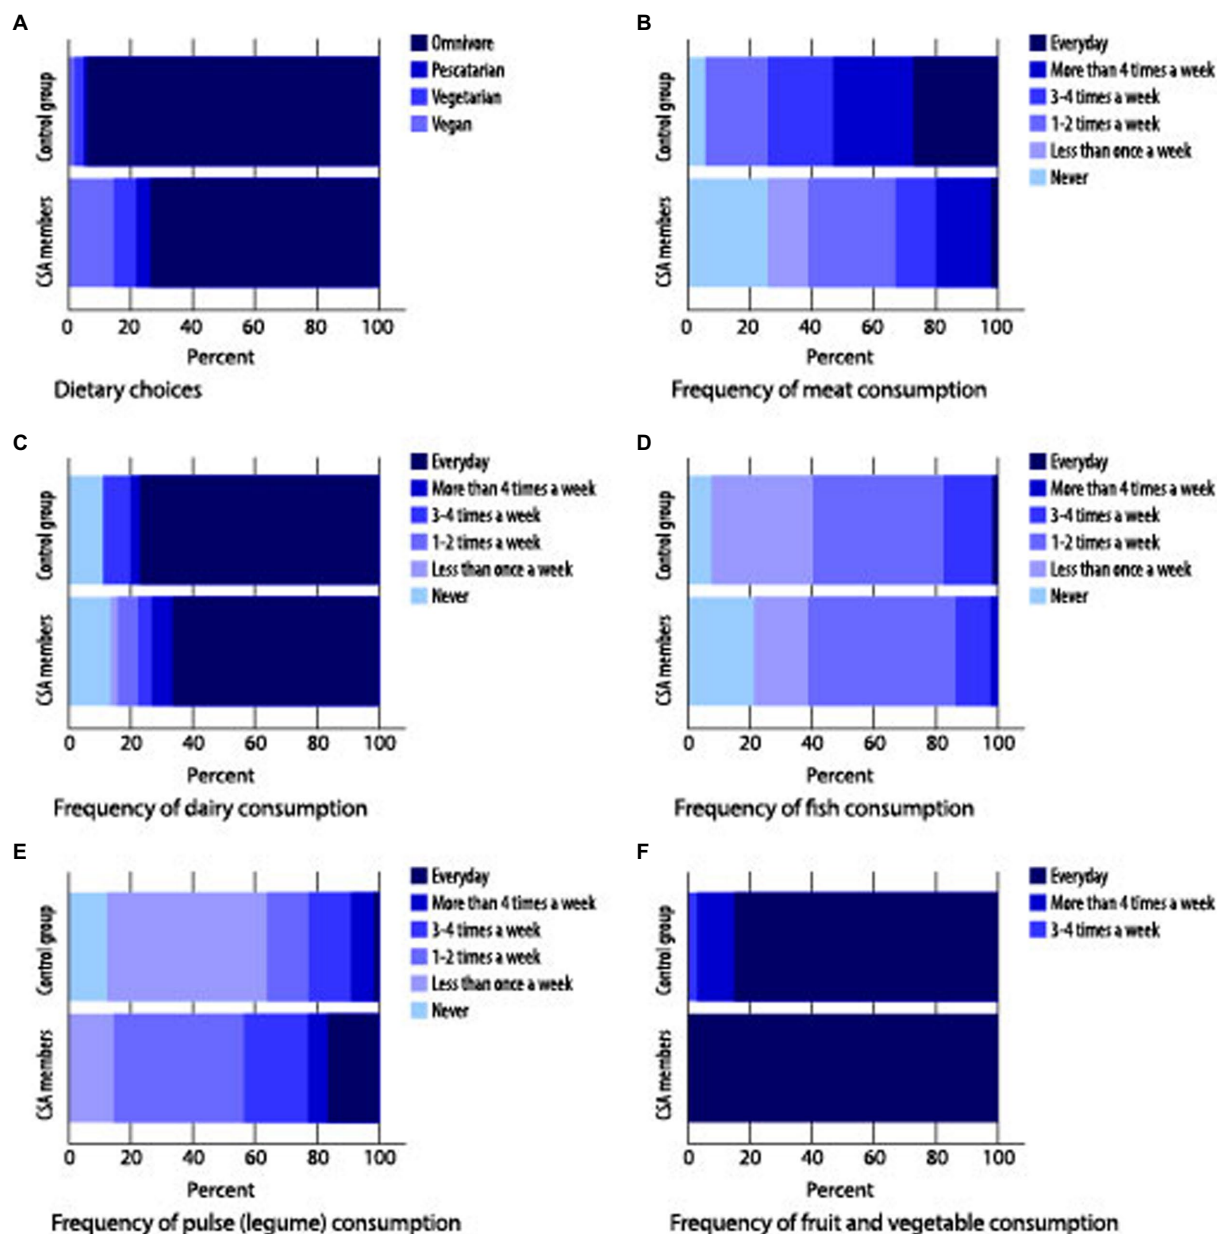 A
Control group
CSA members
0 20 40 60 80 100
Percent
Dietary choices
Omnivore
Pescatarian
Vegetarian
Vegan
B
Control group
CSA members
0 20 40 60 80 100
Percent
Frequency of meat consumption
Everyday
More than 4 times a week
3-4 times a week
1-2 times a week
Less than once a week
Never
C
Control group
CSA members
0 20 40 60 80 100
Percent
Frequency of dairy consumption
Everyday
More than 4 times a week
3-4 times a week
1-2 times a week
Less than once a week
Never
D
Control group
CSA members
0 20 40 60 80 100
Percent
Frequency of fish consumption
Everyday
More than 4 times a week
3-4 times a week
1-2 times a week
Less than once a week
Never
E
Control group
CSA members
0 20 40 60 80 100
Percent
Frequency of pulse (legume) consumption
Everyday
More than 4 times a week
3-4 times a week
1-2 times a week
Less than once a week
Never
F
Control group
CSA members
0 20 40 60 80 100
Percent
Frequency of fruit and vegetable consumption
Everyday
More than 4 times a week
3-4 times a week